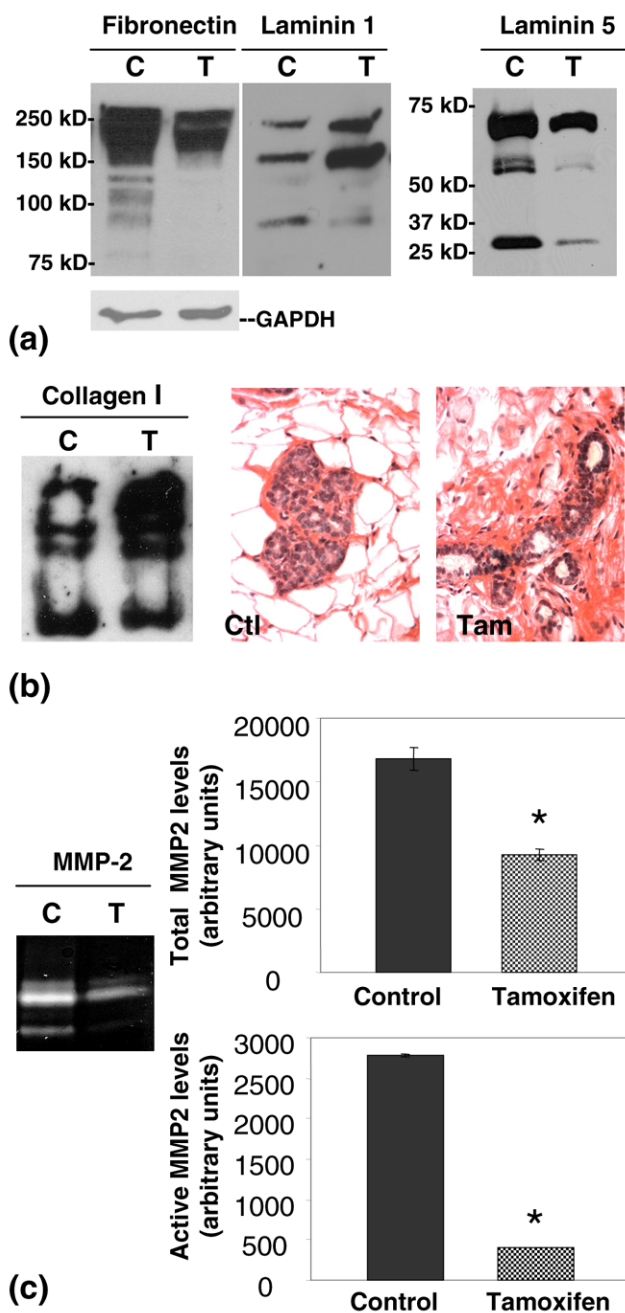 Fibronectin Laminin 1 Laminin 5
C T C T C T
250 kD-
150 kD-
100 kD-
75 kD-
75 kD-
50 kD-
37 kD-
25 kD-
--GAPDH
(a)
Collagen I
C T
Ctl
Tam
(b)
MMP-2
C T
Total MMP2 levels
(arbitrary units)
20000
15000
10000
5000
0
*
Control Tamoxifen
Active MMP2 levels
(arbitrary units)
3000
2500
2000
1500
1000
500
0
*
Control Tamoxifen
(c)